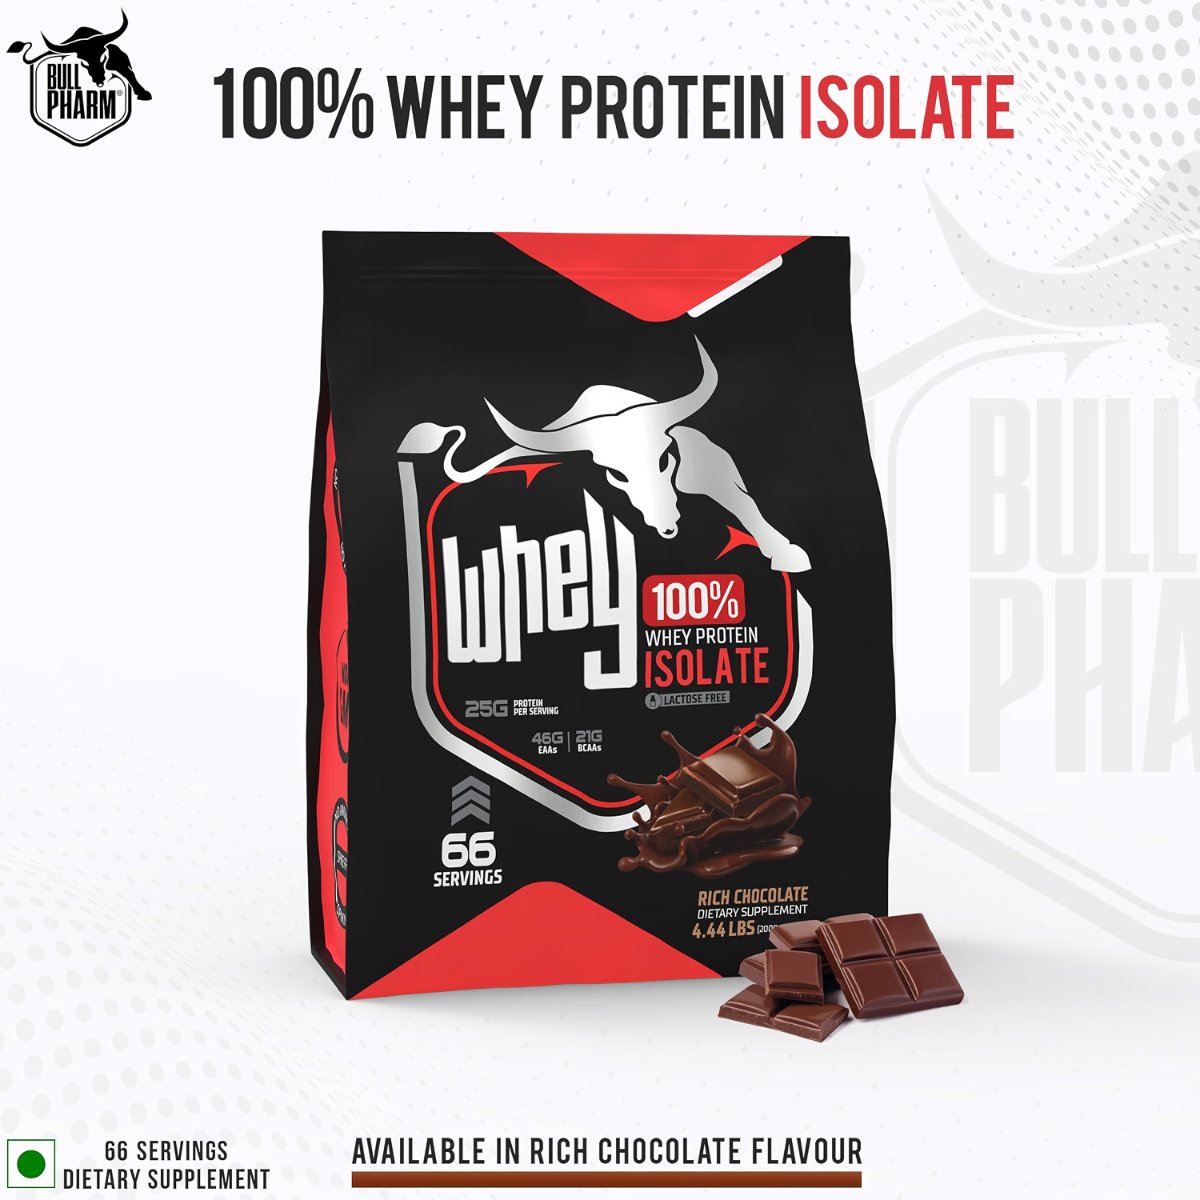 BULL
PHARM®
100% WHEY PROTEIN ISOLATE
whey
100%
WHEY PROTEIN
ISOLATE
LACTOSE FREE
25G PROTEIN
PER SERVING
46G 21G
EAAs BCAAs
66
SERVINGS
RICH CHOCOLATE
DIETARY SUPPLEMENT
4.44 LBS
BULL
PHA
66 SERVINGS
DIETARY SUPPLEMENT
AVAILABLE IN RICH CHOCOLATE FLAVOUR